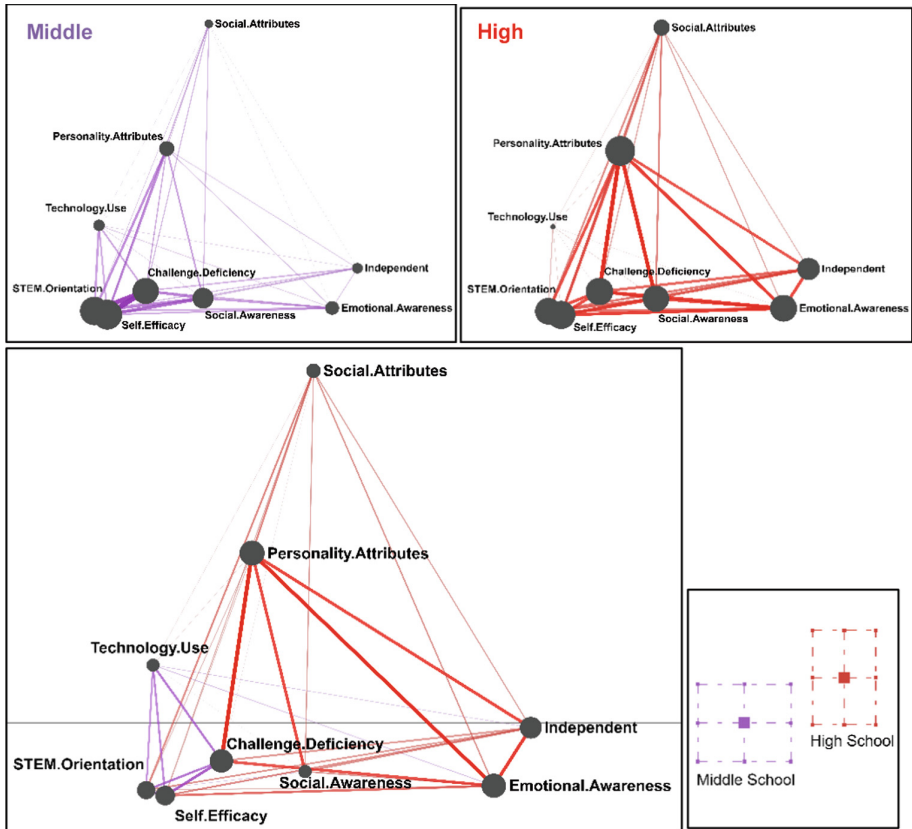 Middle
Social.Attributes
Personality.Attributes
Technology.Use
Challenge.Deficiency
Independent
STEM.Orientation
Social.Awareness
Emotional.Awareness
Self.Efficacy
High
Social.Attributes
Personality.Attributes
Technology.Use
Challenge.Deficiency
Independent
STEM.Orientation
Social.Awareness
Emotional.Awareness
Self.Efficacy
Social.Attributes
Personality.Attributes
Technology.Use
Independent
Challenge.Deficiency
STEM.Orientation
Social.Awareness
Emotional.Awareness
Self.Efficacy
High School
Middle School